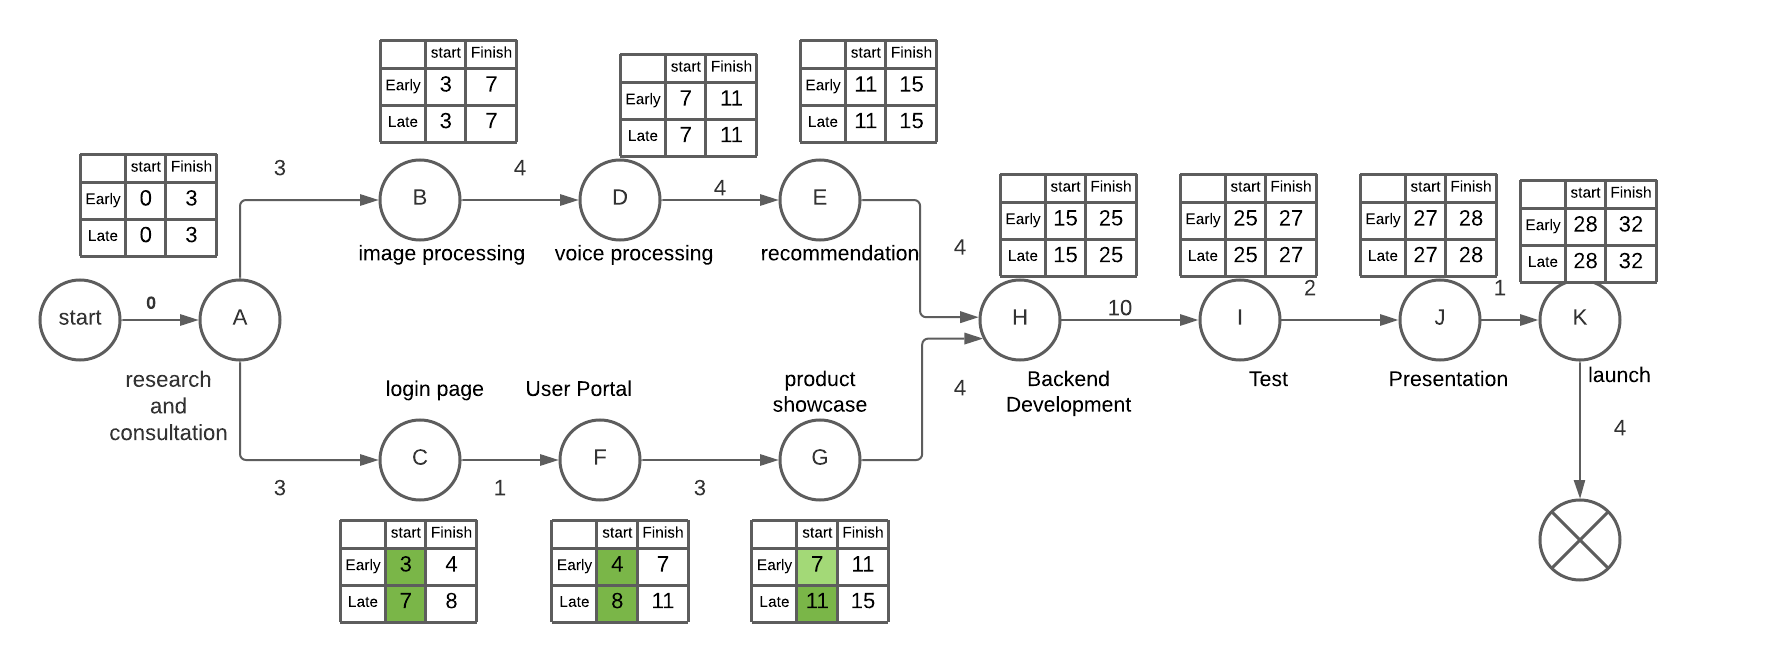 start Finish
Early 3 7
Late 3 7
start Finish
Early 7 11
Late 7 11
start Finish
Early 11 15
Late 11 15
start Finish
Early 0 3
Late 0 3
3
B
image processing
4
D
voice processing
4
E
recommendation
4
start Finish
Early 15 25
Late 15 25
start Finish
Early 25 27
Late 25 27
start Finish
Early 27 28
Late 27 28
start Finish
Early 28 32
Late 28 32
start
0
A
research
and
consultation
H
Backend
Development
10
I
Test
2
J
Presentation
1
K
launch
4
3
login page
C
1
User Portal
F
3
product
showcase
G
4
start Finish
Early 3 4
Late 7 8
start Finish
Early 4 7
Late 8 11
start Finish
Early 7 11
Late 11 15